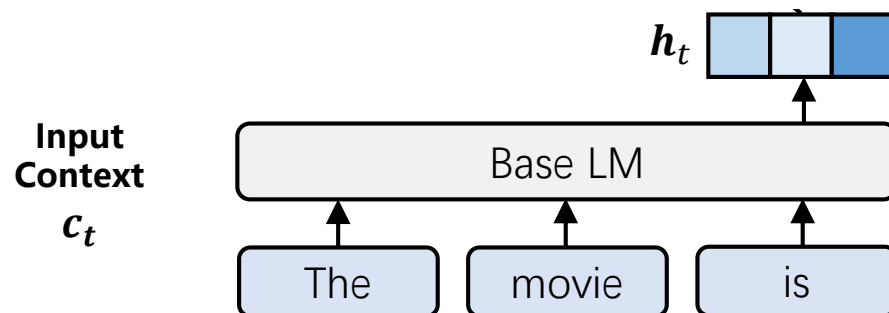 h_t
Input
Context
c_t
Base LM
The movie is